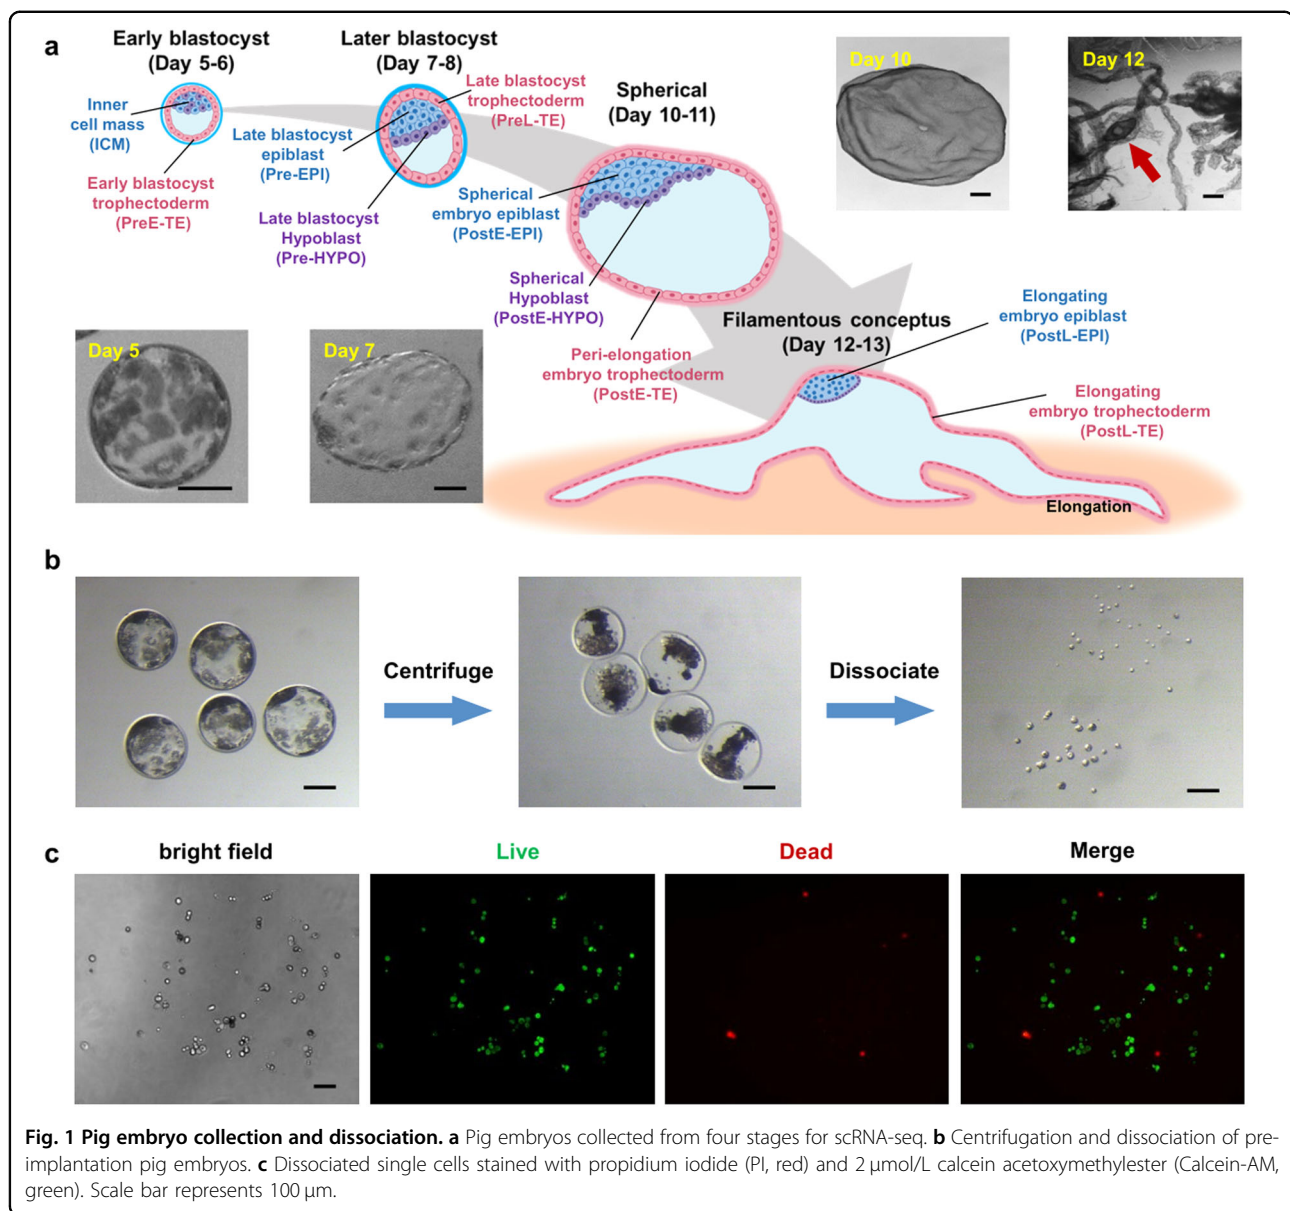 a
Early blastocyst
(Day 5-6)
Later blastocyst
(Day 7-8)
Spherical
(Day 10-11)
Day 10
Day 12
Inner
cell mass
(ICM)
Late blastocyst
trophectoderm
(PreL-TE)
Late blastocyst
epiblast
(Pre-EPI)
Early blastocyst
trophectoderm
(PreE-TE)
Late blastocyst
Hypoblast
(Pre-HYPO)
Spherical
embryo epiblast
(PostE-EPI)
Spherical
Hypoblast
(PostE-HYPO)
Peri-elongation
embryo trophectoderm
(PostE-TE)
Filamentous conceptus
(Day 12-13)
Elongating
embryo epiblast
(PostL-EPI)
Elongating
embryo trophectoderm
(PostL-TE)
Elongation
Day 5
Day 7
b
Centrifuge
Dissociate
c
bright field
Live
Dead
Merge
Fig. 1 Pig embryo collection and dissociation. a Pig embryos collected from four stages for scRNA-seq. b Centrifugation and dissociation of pre-
implantation pig embryos. c Dissociated single cells stained with propidium iodide (PI, red) and 2 μmol/L calcein acetoxymethylester (Calcein-AM,
green). Scale bar represents 100 μm.